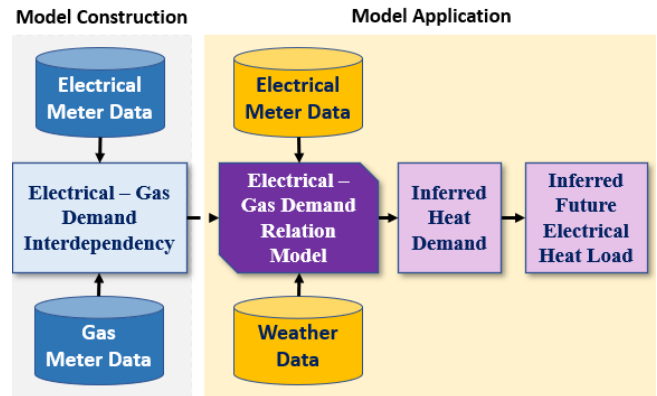 Model Construction
Model Application
Electrical
Meter Data
Electrical
Meter Data
Electrical – Gas
Demand
Interdependency
Electrical –
Gas Demand
Relation
Model
Inferred
Heat
Demand
Inferred
Future
Electrical
Heat Load
Gas
Meter Data
Weather
Data